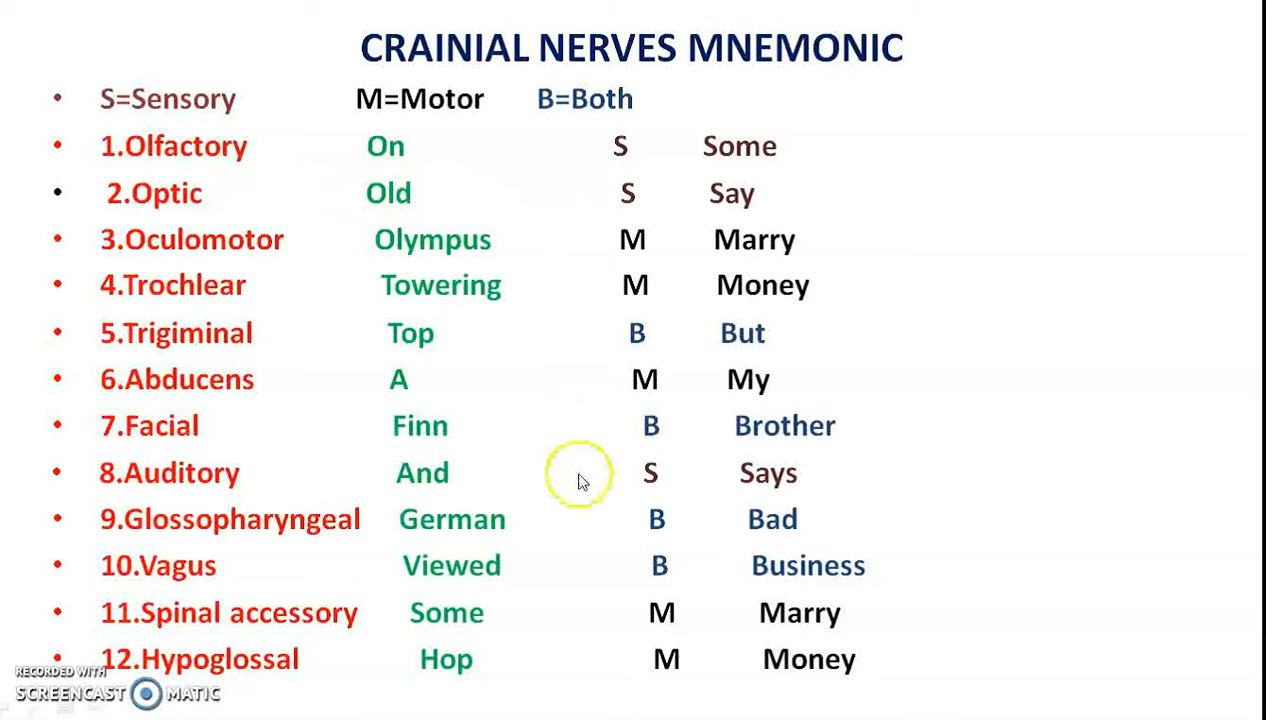 CRAINIAL NERVES MNEMONIC
• S=Sensory M=Motor B=Both
• 1.Olfactory On S Some
• 2.Optic Old S Say
• 3.Oculomotor Olympus M Marry
• 4.Trochlear Towering M Money
• 5.Trigiminal Top B But
• 6.Abducens A M My
• 7.Facial Finn B Brother
• 8.Auditory And S Says
• 9.Glossopharyngeal German B Bad
• 10.Vagus Viewed B Business
• 11.Spinal accessory Some M Marry
• 12.Hypoglossal Hop M Money
RECORDED WITH
SCREENCAST MATIC